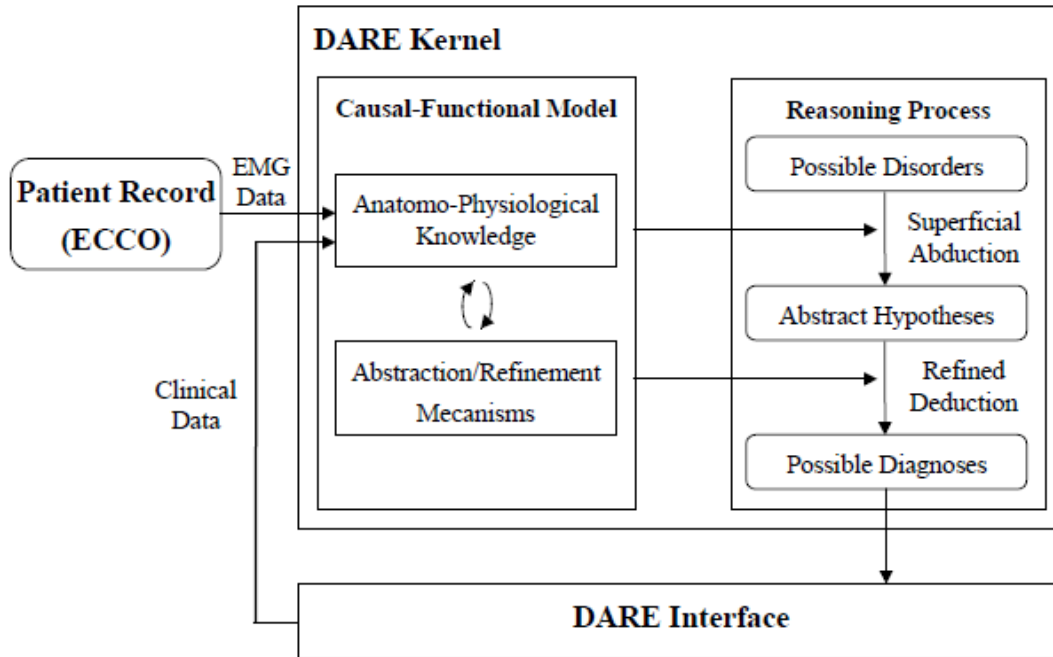 DARE Kernel
Causal-Functional Model
Reasoning Process
Patient Record
(ECCO)
EMG
Data
Anatomo-Physiological
Knowledge
Possible Disorders
Superficial
Abduction
Abstract Hypotheses
Clinical
Data
Abstraction/Refinement
Mecanisms
Refined
Deduction
Possible Diagnoses
DARE Interface